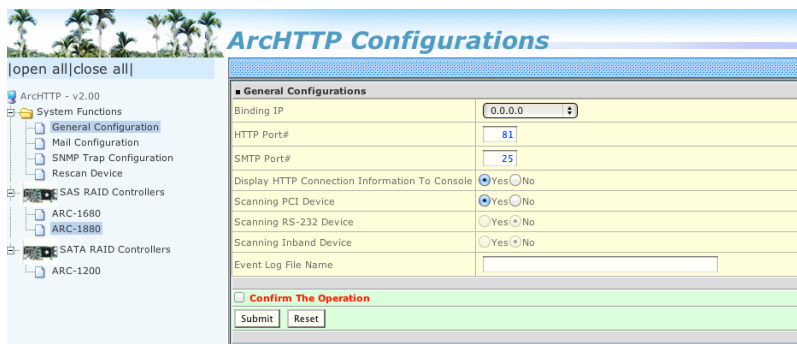 ArcHTTP Configurations
|open all|close all|
ArcHTTP - v2.00
System Functions
General Configuration
Mail Configuration
SNMP Trap Configuration
Rescan Device
SAS RAID Controllers
ARC-1680
ARC-1880
SATA RAID Controllers
ARC-1200
General Configurations
Binding IP 0.0.0.0
HTTP Port# 81
SMTP Port# 25
Display HTTP Connection Information To Console Yes No
Scanning PCI Device Yes No
Scanning RS-232 Device Yes No
Scanning Inband Device Yes No
Event Log File Name
Confirm The Operation
Submit Reset